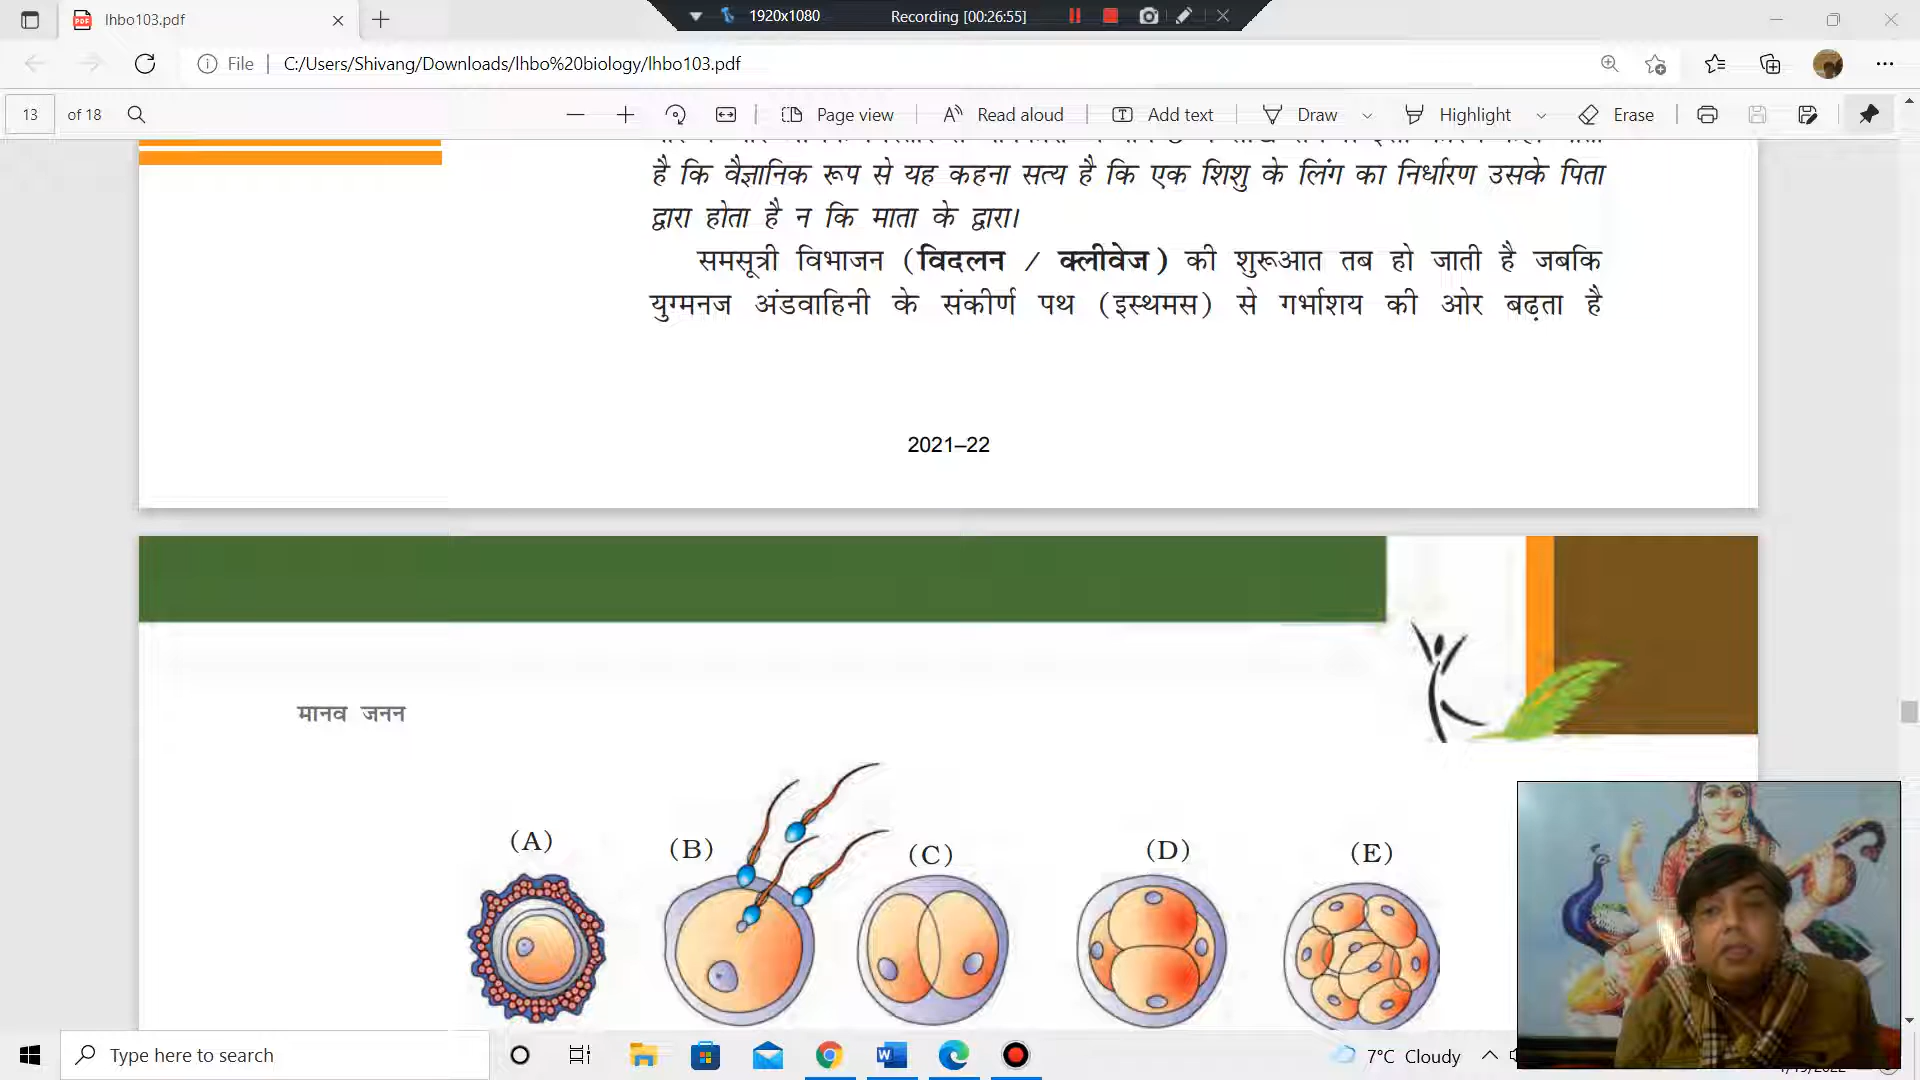 lhbo103.pdf
1920x1080
Recording [00:26:55]
File
C:/Users/Shivang/Downloads/lhbo%20biology/lhbo103.pdf
13 of 18
Page view
Read aloud
Add text
Draw
Highlight
Erase
है कि वैज्ञानिक रूप से यह कहना सत्य है कि एक शिशु के लिंग का निर्धारण उसके पिता
द्वारा होता है न कि माता के द्वारा।
समसूत्री विभाजन (विदलन / क्लीवेज) की शुरूआत तब हो जाती है जबकि
युग्मनज अंडवाहिनी के संकीर्ण पथ (इस्थमस) से गर्भाशय की ओर बढ़ता है
2021–22
मानव जनन
(A)
(B)
(C)
(D)
(E)
Type here to search
7°C Cloudy